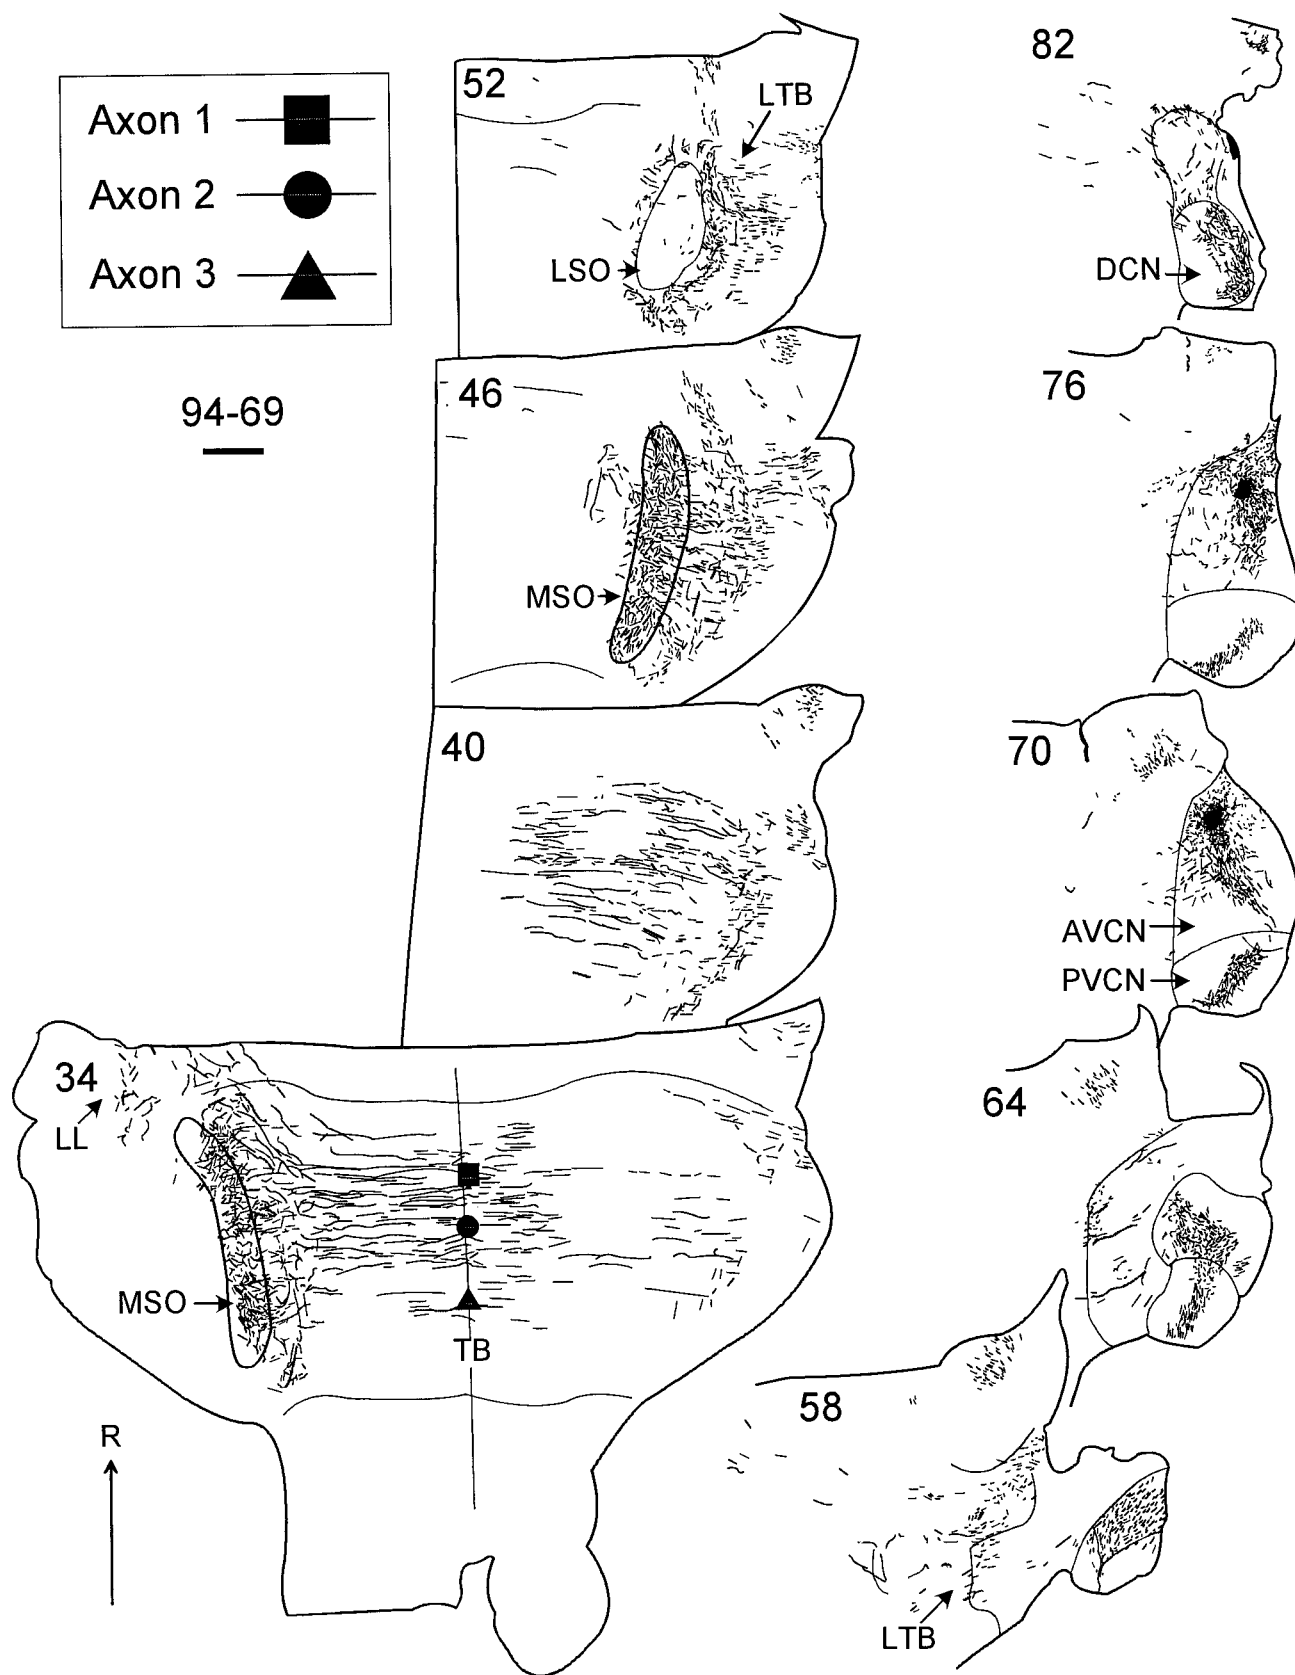 Axon 1
Axon 2
Axon 3
94-69
52
LTB
LSO
46
MSO
40
34
LL
MSO
TB
R
82
DCN
76
70
AVCN
PVCN
64
58
LTB